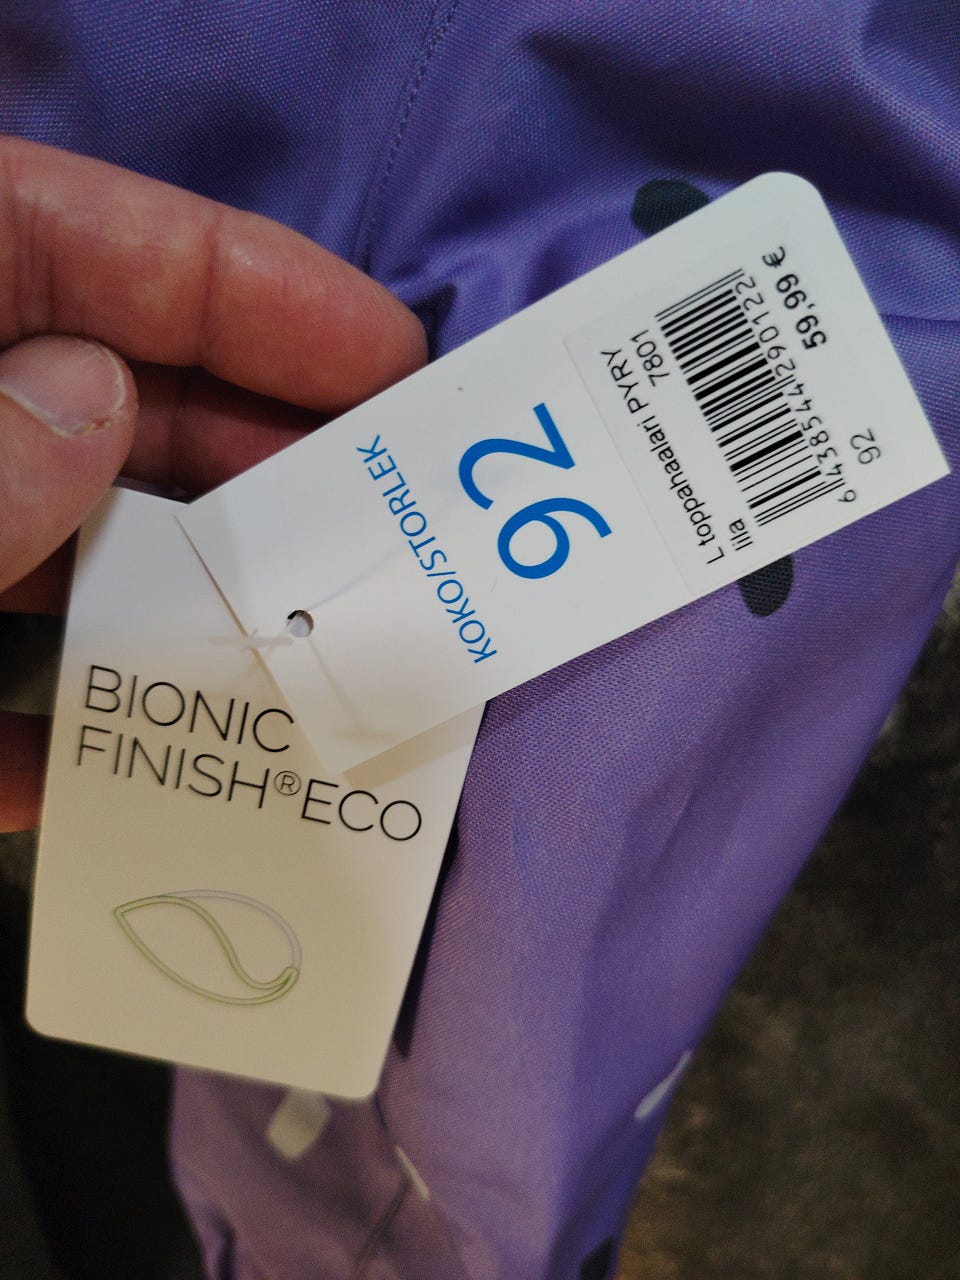 KOKO/STORLEK
92
L toppahaalari PYRY
lila 7801
6 438544 290122
92 59,99 €
BIONIC
FINISH®ECO